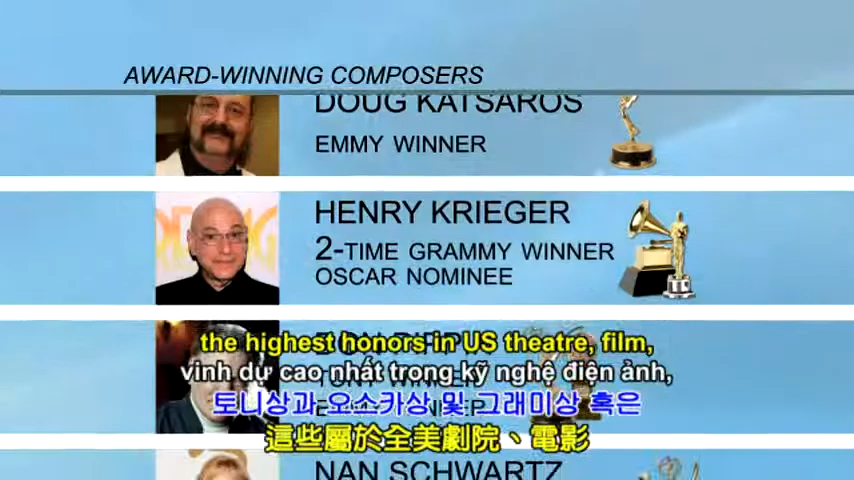 AWARD-WINNING COMPOSERS
DOUG KATSAROS
EMMY WINNER
HENRY KRIEGER
2-TIME GRAMMY WINNER
OSCAR NOMINEE
the highest honors in US theatre, film,
vinh dự cao nhất trong kỹ nghệ điện ảnh,
토니상과 오스카상 및 그래미상 혹은
這些屬於全美劇院、電影
NAN SCHWARTZ